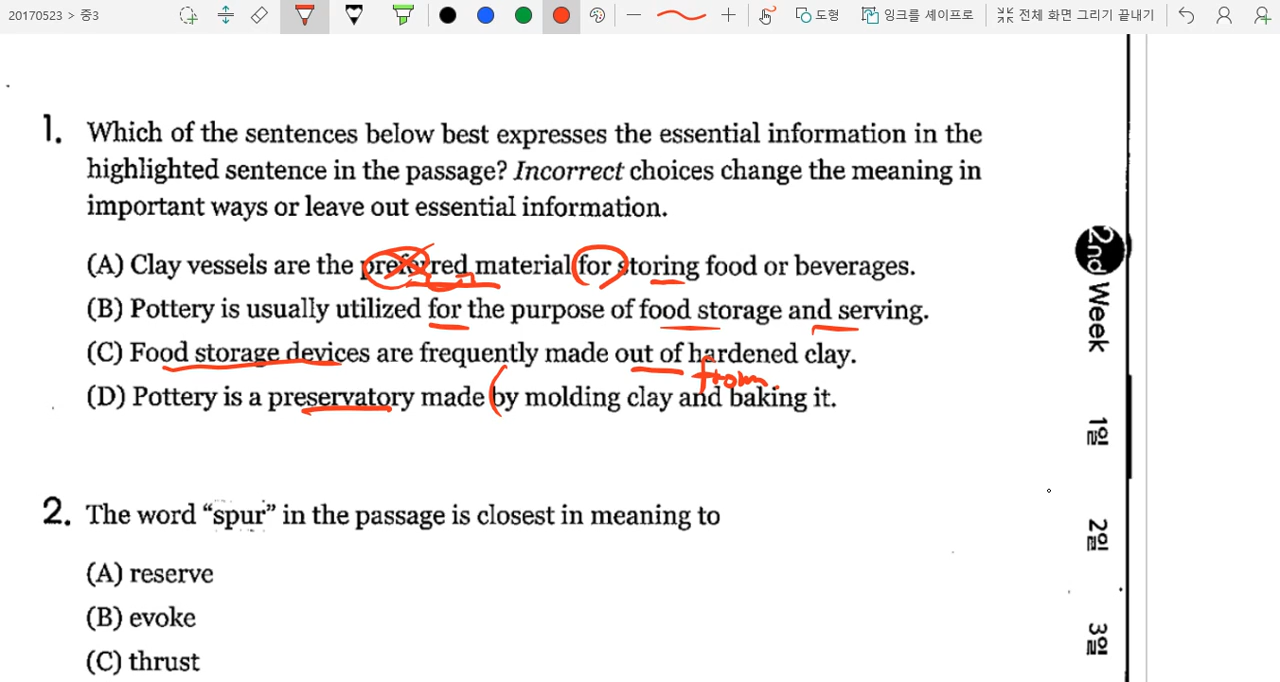 20170523 > 중3
도형
잉크를 셰이프로
전체 화면 그리기 끝내기
1. Which of the sentences below best expresses the essential information in the
highlighted sentence in the passage? Incorrect choices change the meaning in
important ways or leave out essential information.
(A) Clay vessels are the preferred material for storing food or beverages.
(B) Pottery is usually utilized for the purpose of food storage and serving.
(C) Food storage devices are frequently made out of hardened clay.
from
(D) Pottery is a preservatory made by molding clay and baking it.
2. The word “spur” in the passage is closest in meaning to
(A) reserve
(B) evoke
(C) thrust
2nd Week
1일
2일
3일